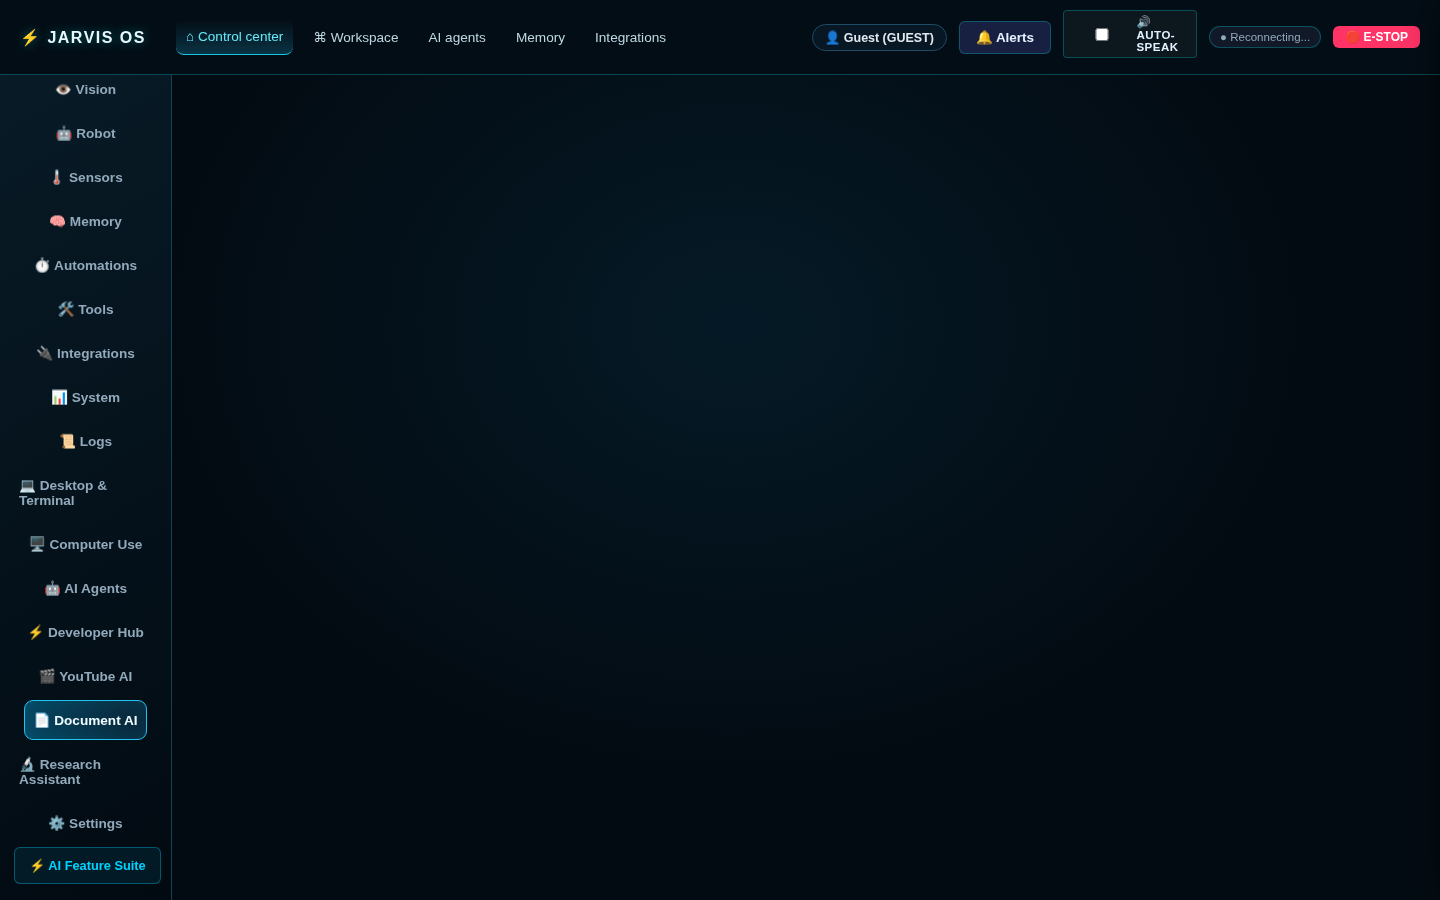 ⚡ JARVIS OS
⌂ Control center
⌘ Workspace
AI agents
Memory
Integrations
👤 Guest (GUEST)
🔔 Alerts
🔊
AUTO-
SPEAK
● Reconnecting...
🛑 E-STOP
👁️ Vision
🤖 Robot
🌡️ Sensors
🧠 Memory
⏱️ Automations
🛠️ Tools
🔌 Integrations
📊 System
📜 Logs
💻 Desktop &
Terminal
🖥️ Computer Use
🤖 AI Agents
⚡ Developer Hub
🎬 YouTube AI
📄 Document AI
🔬 Research
Assistant
⚙️ Settings
⚡ AI Feature Suite